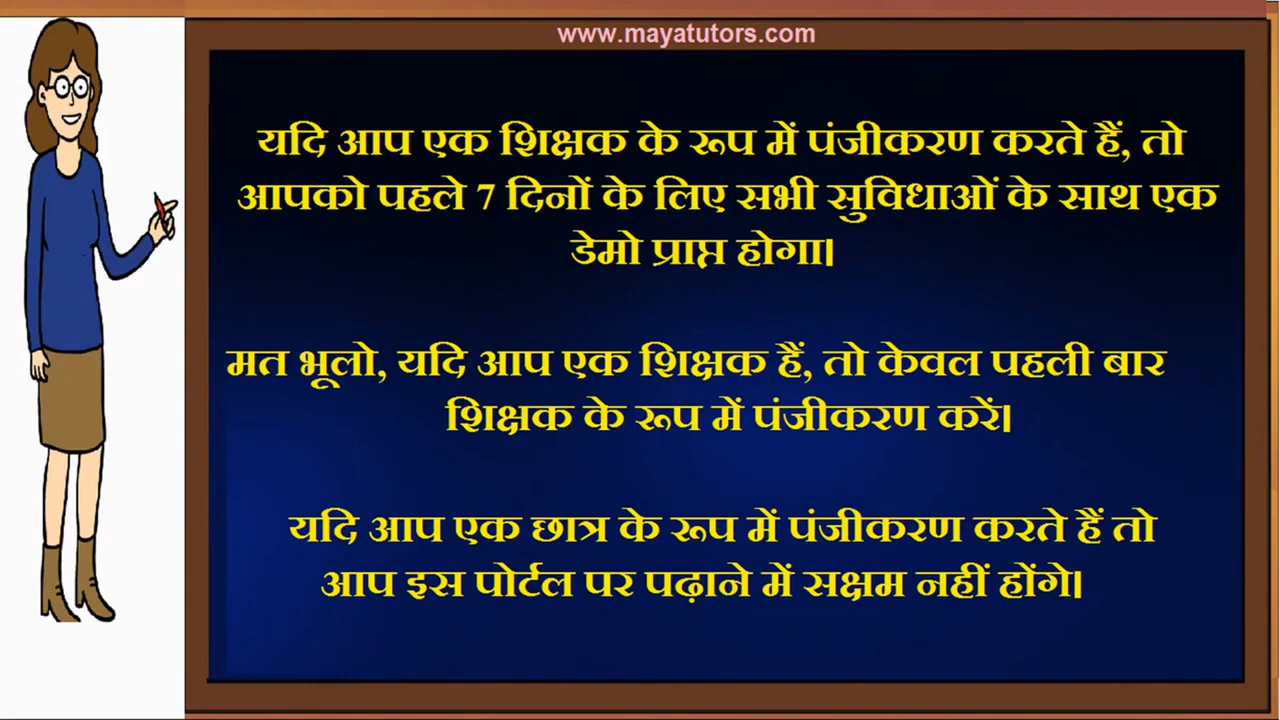 www.mayatutors.com
यदि आप एक शिक्षक के रूप में पंजीकरण करते हैं, तो
आपको पहले 7 दिनों के लिए सभी सुविधाओं के साथ एक
डेमो प्राप्त होगा।
मत भूलो, यदि आप एक शिक्षक हैं, तो केवल पहली बार
शिक्षक के रूप में पंजीकरण करें।
यदि आप एक छात्र के रूप में पंजीकरण करते हैं तो
आप इस पोर्टल पर पढ़ाने में सक्षम नहीं होंगे।